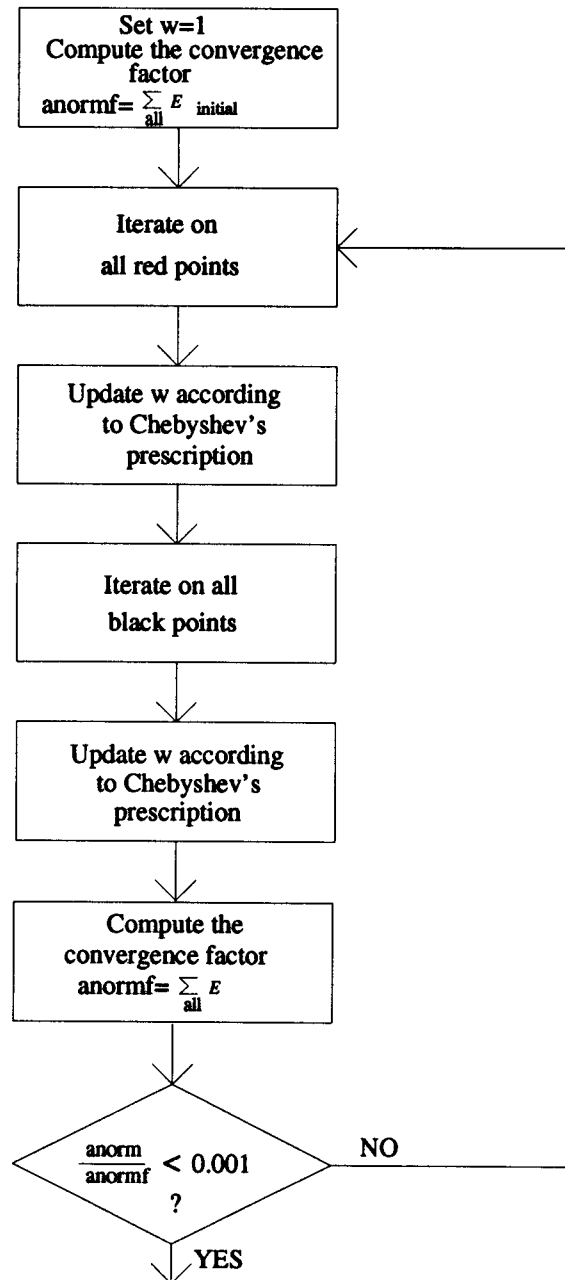 Set w=1
Compute the convergence
factor
anormf= ∑ E initial
all
Iterate on
all red points
Update w according
to Chebyshev's
prescription
Iterate on all
black points
Update w according
to Chebyshev's
prescription
Compute the
convergence factor
anormf= ∑ E
all
anorm
anormf < 0.001
?
NO
YES